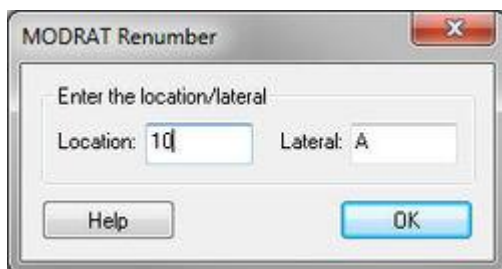 MODRAT Renumber
Enter the location/lateral
Location: 10 Lateral: A
Help OK